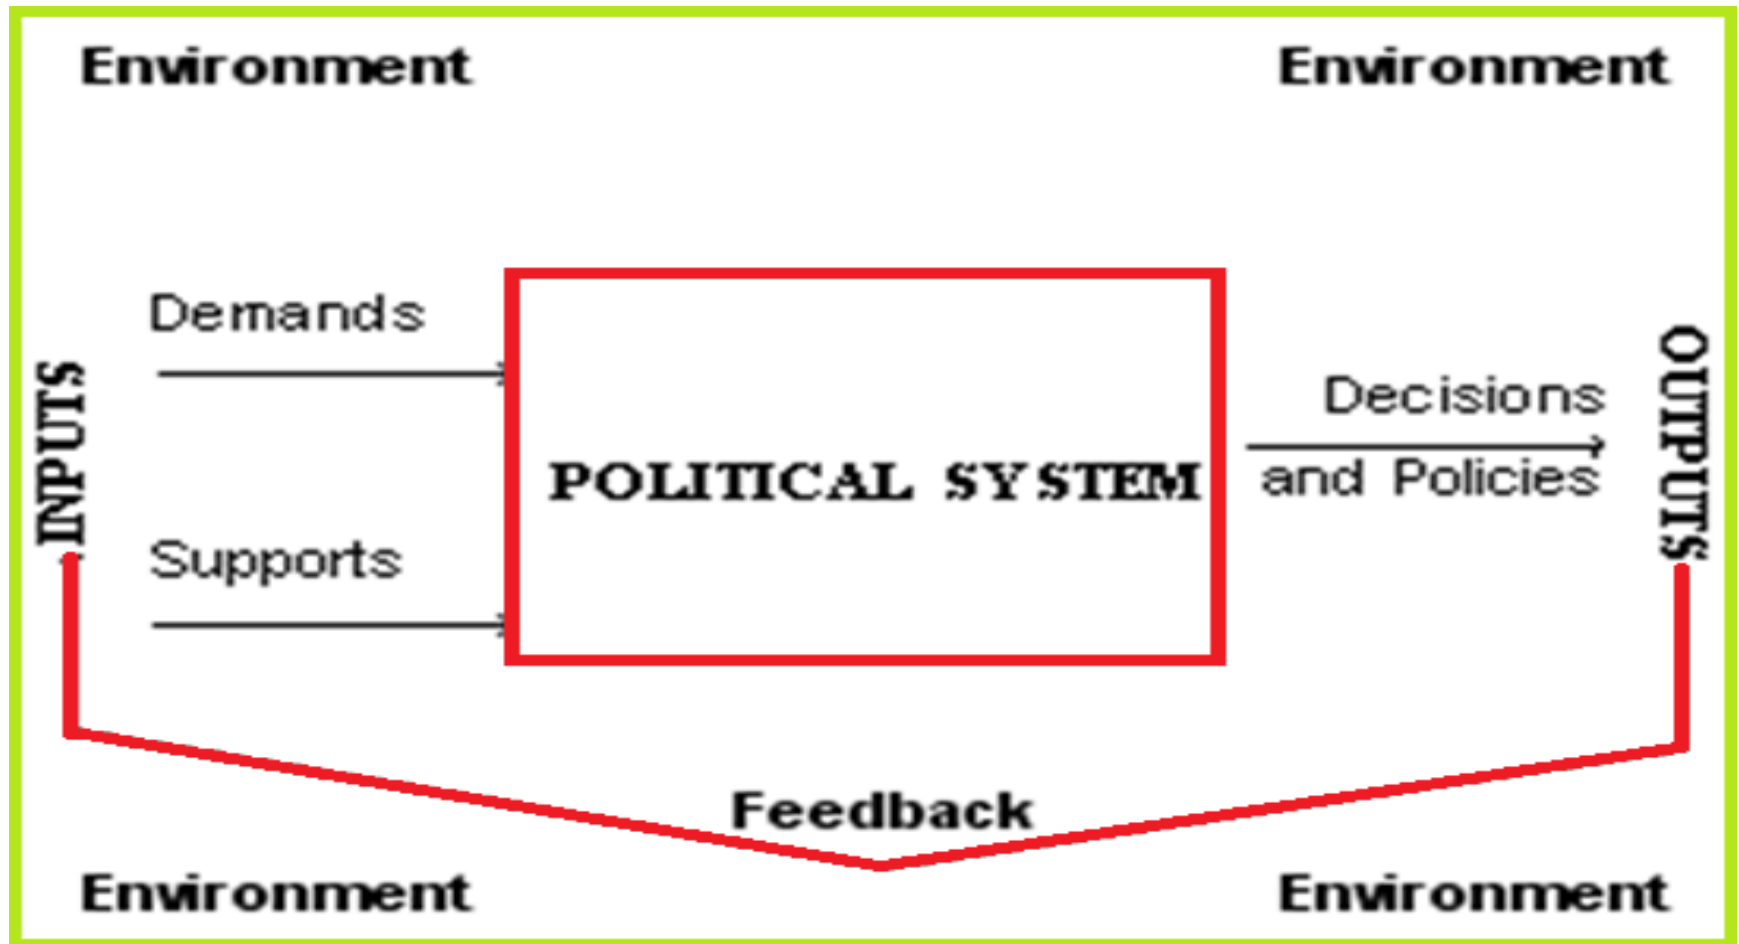 Environment
Environment
Demands
INPUTS
OUTPUTS
Decisions
and Policies
POLITICAL SYSTEM
Supports
Feedback
Environment
Environment